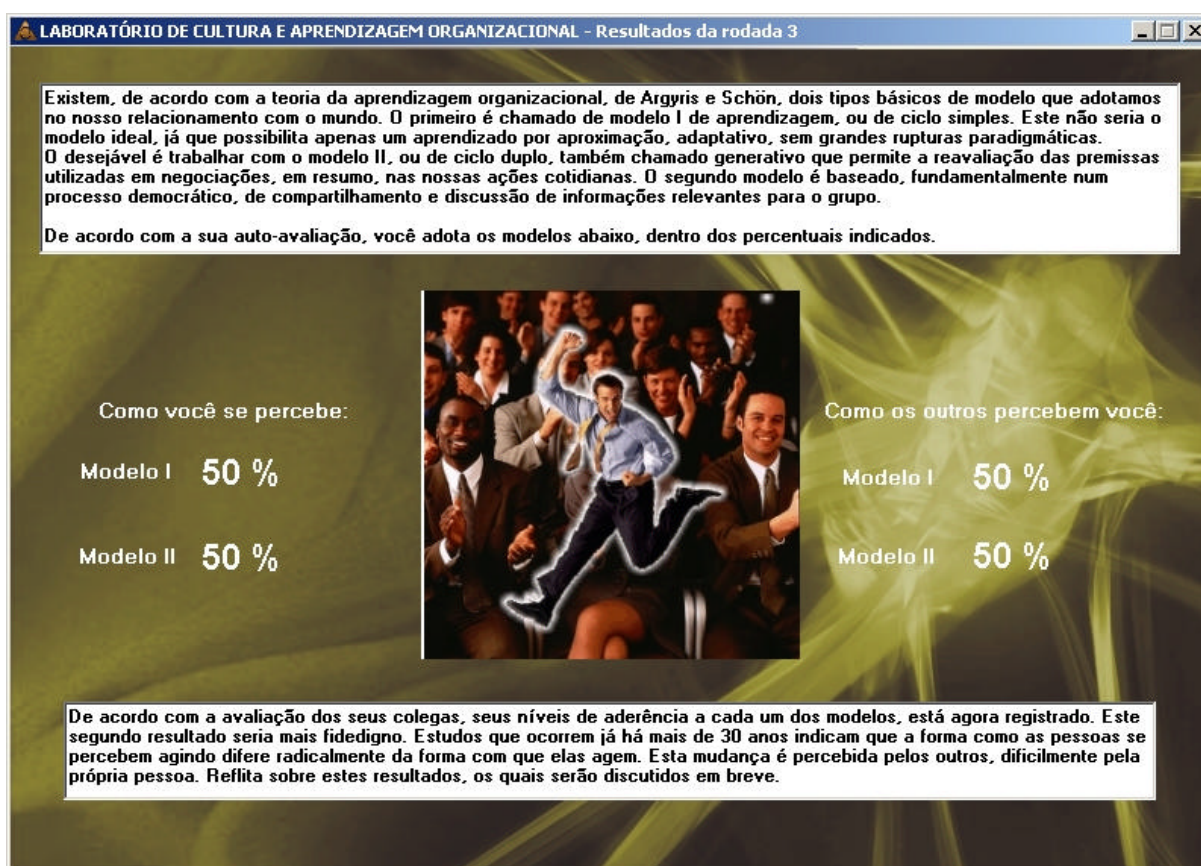 LABORATÓRIO DE CULTURA E APRENDIZAGEM ORGANIZACIONAL - Resultados da rodada 3
Existem, de acordo com a teoria da aprendizagem organizacional, de Argyris e Schön, dois tipos básicos de modelo que adotamos
no nosso relacionamento com o mundo. O primeiro é chamado de modelo I de aprendizagem, ou de ciclo simples. Este não seria o
modelo ideal, já que possibilita apenas um aprendizado por aproximação, adaptativo, sem grandes rupturas paradigmáticas.
O desejável é trabalhar com o modelo II, ou de ciclo duplo, também chamado generativo que permite a reavaliação das premissas
utilizadas em negociações, em resumo, nas nossas ações cotidianas. O segundo modelo é baseado, fundamentalmente num
processo democrático, de compartilhamento e discussão de informações relevantes para o grupo.
De acordo com a sua auto-avaliação, você adota os modelos abaixo, dentro dos percentuais indicados.
Como você se percebe:
Modelo I 50 %
Modelo II 50 %
Como os outros percebem você:
Modelo I 50 %
Modelo II 50 %
De acordo com a avaliação dos seus colegas, seus níveis de aderência a cada um dos modelos, está agora registrado. Este
segundo resultado seria mais fidedigno. Estudos que ocorrem já há mais de 30 anos indicam que a forma como as pessoas se
percebem agindo difere radicalmente da forma com que elas agem. Esta mudança é percebida pelos outros, dificilmente pela
própria pessoa. Reflita sobre estes resultados, os quais serão discutidos em breve.